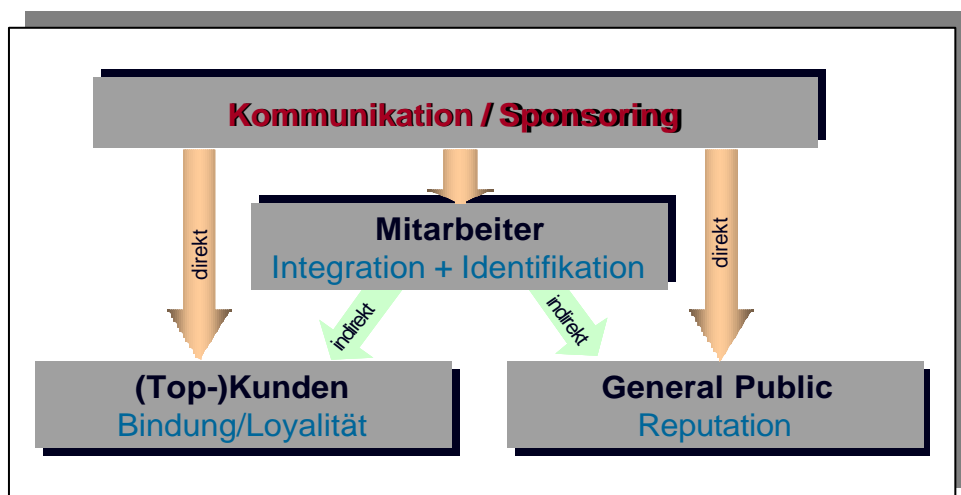 Kommunikation / Sponsoring
Mitarbeiter
Integration + Identifikation
direkt
direkt
indirekt
indirekt
(Top-)Kunden
Bindung/Loyalität
General Public
Reputation